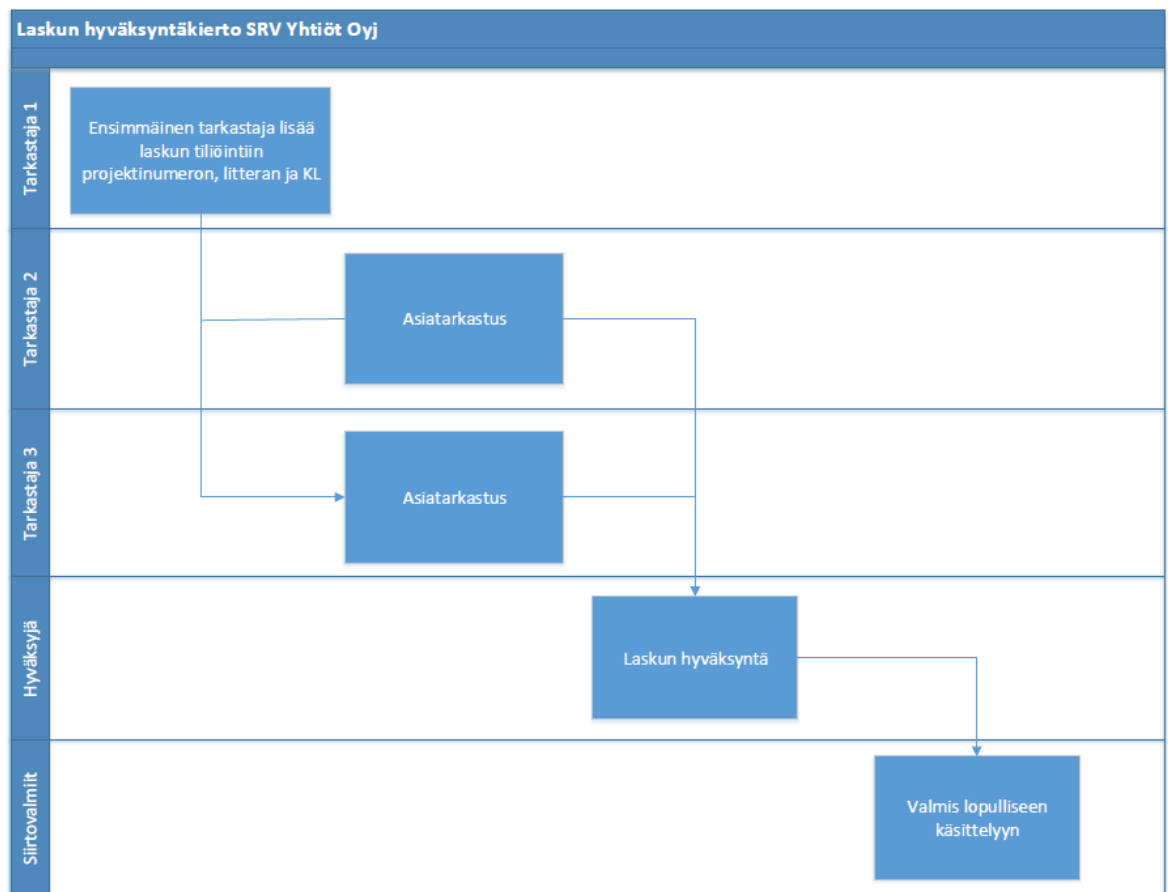 Laskun hyväksyntäkierto SRV Yhtiöt Oyj
Tarkastaja 1
Ensimmäinen tarkastaja lisää
laskun tiliöintiin
projektinumeron, litteran ja KL
Tarkastaja 2
Asiatarkastus
Tarkastaja 3
Asiatarkastus
Hyväksyjä
Laskun hyväksyntä
Siirtovalmiit
Valmis lopulliseen
käsittelyyn